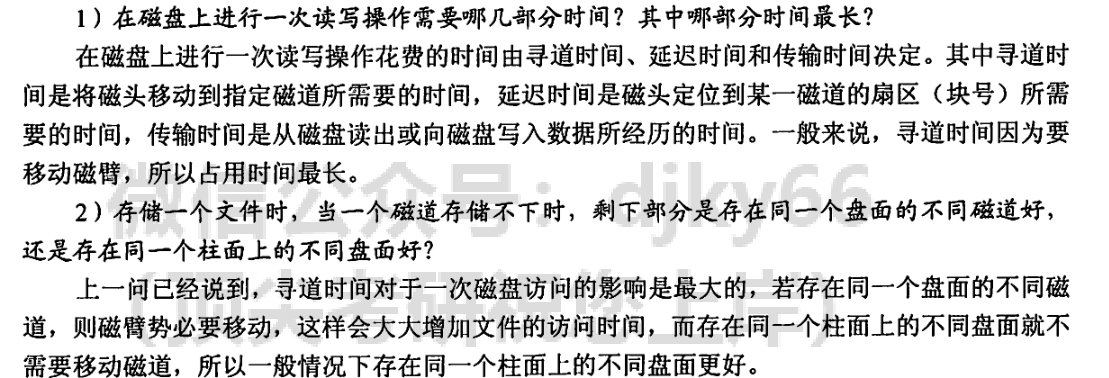 1）在磁盘上进行一次读写操作需要哪几部分时间？其中哪部分时间最长？
在磁盘上进行一次读写操作花费的时间由寻道时间、延迟时间和传输时间决定。其中寻道时
间是将磁头移动到指定磁道所需要的时间，延迟时间是磁头定位到某一磁道的扇区（块号）所需
要的时间，传输时间是从磁盘读出或向磁盘写入数据所经历的时间。一般来说，寻道时间因为要
移动磁臂，所以占用时间最长。
微信公众号：djky66
2）存储一个文件时，当一个磁道存储不下时，剩下部分是存在同一个盘面的不同磁道好，
还是存在同一个柱面上的不同盘面好？
上一问已经说到，寻道时间对于一次磁盘访问的影响是最大的，若存在同一个盘面的不同磁
（顶尖考研祝您上岸）
道，则磁臂势必要移动，这样会大大增加文件的访问时间，而存在同一个柱面上的不同盘面就不
需要移动磁道，所以一般情况下存在同一个柱面上的不同盘面更好。